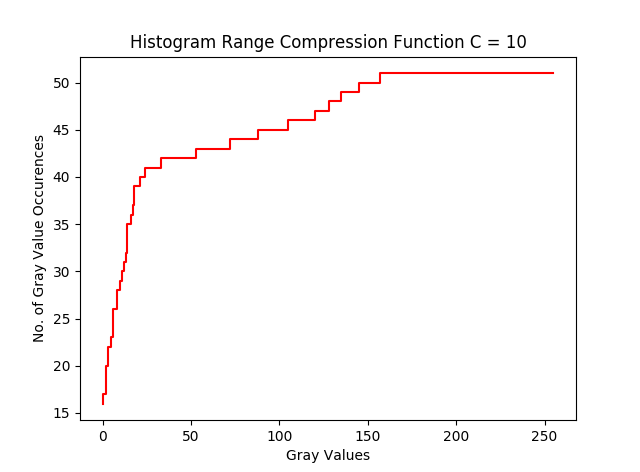 Histogram Range Compression Function C = 10
50
45
40
35
30
25
20
15
No. of Gray Value Occurences
0 50 100 150 200 250
Gray Values